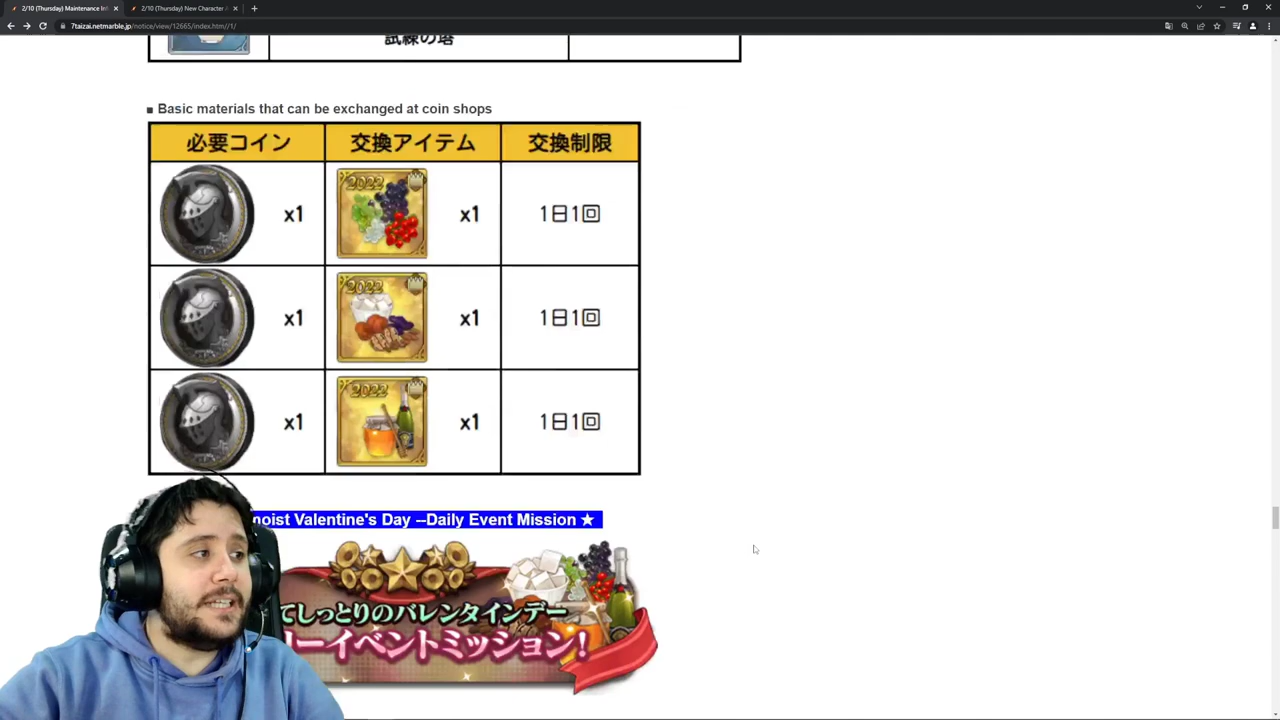 2/10 (Thursday) Maintenance In
2/10 (Thursday) New Character
7taizai.netmarble.jp/notice/view/12665/index.htm//1/
試練の塔
■ Basic materials that can be exchanged at coin shops
必要コイン 交換アイテム 交換制限
x1 2022 x1 1日1回
x1 2022 x1 1日1回
x1 2022 x1 1日1回
moist Valentine's Day --Daily Event Mission ★
てしっとりのバレンタインデー
リーイベントミッション!